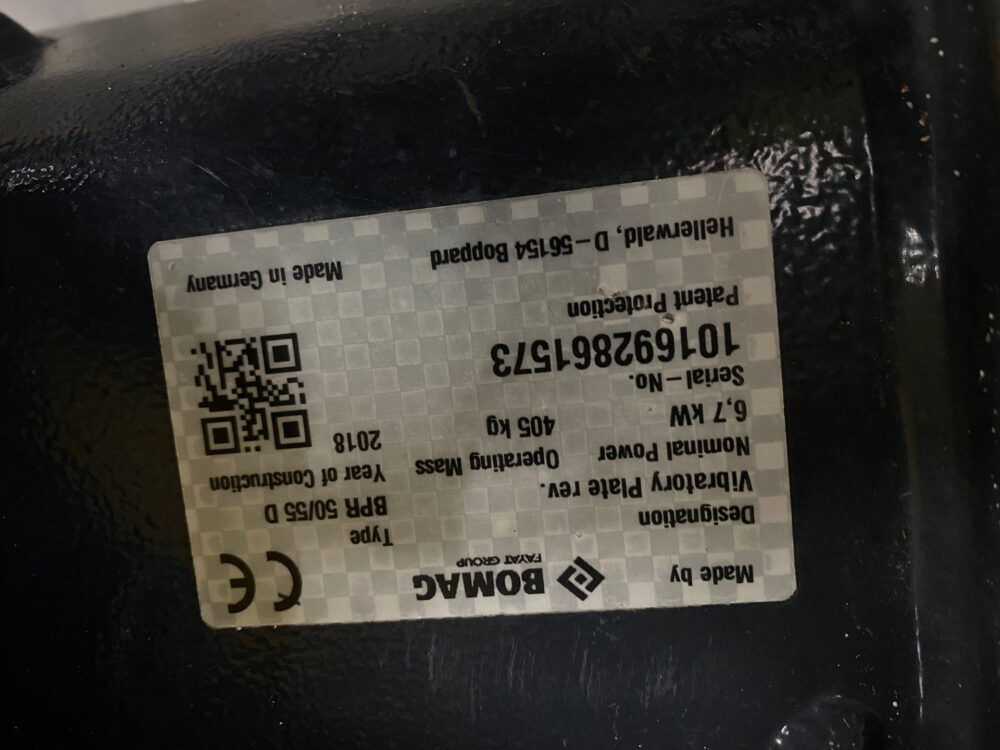 Made by BOMAG
FAYAT GROUP
CE
Designation Type
Vibratory Plate rev. BPR 50/55 D
Nominal Power Operating Mass Year of Construction
6,7 kW 405 kg 2018
Serial-No.
101692861573
Patent Protection
Hellerwald, D-56154 Boppard Made in Germany